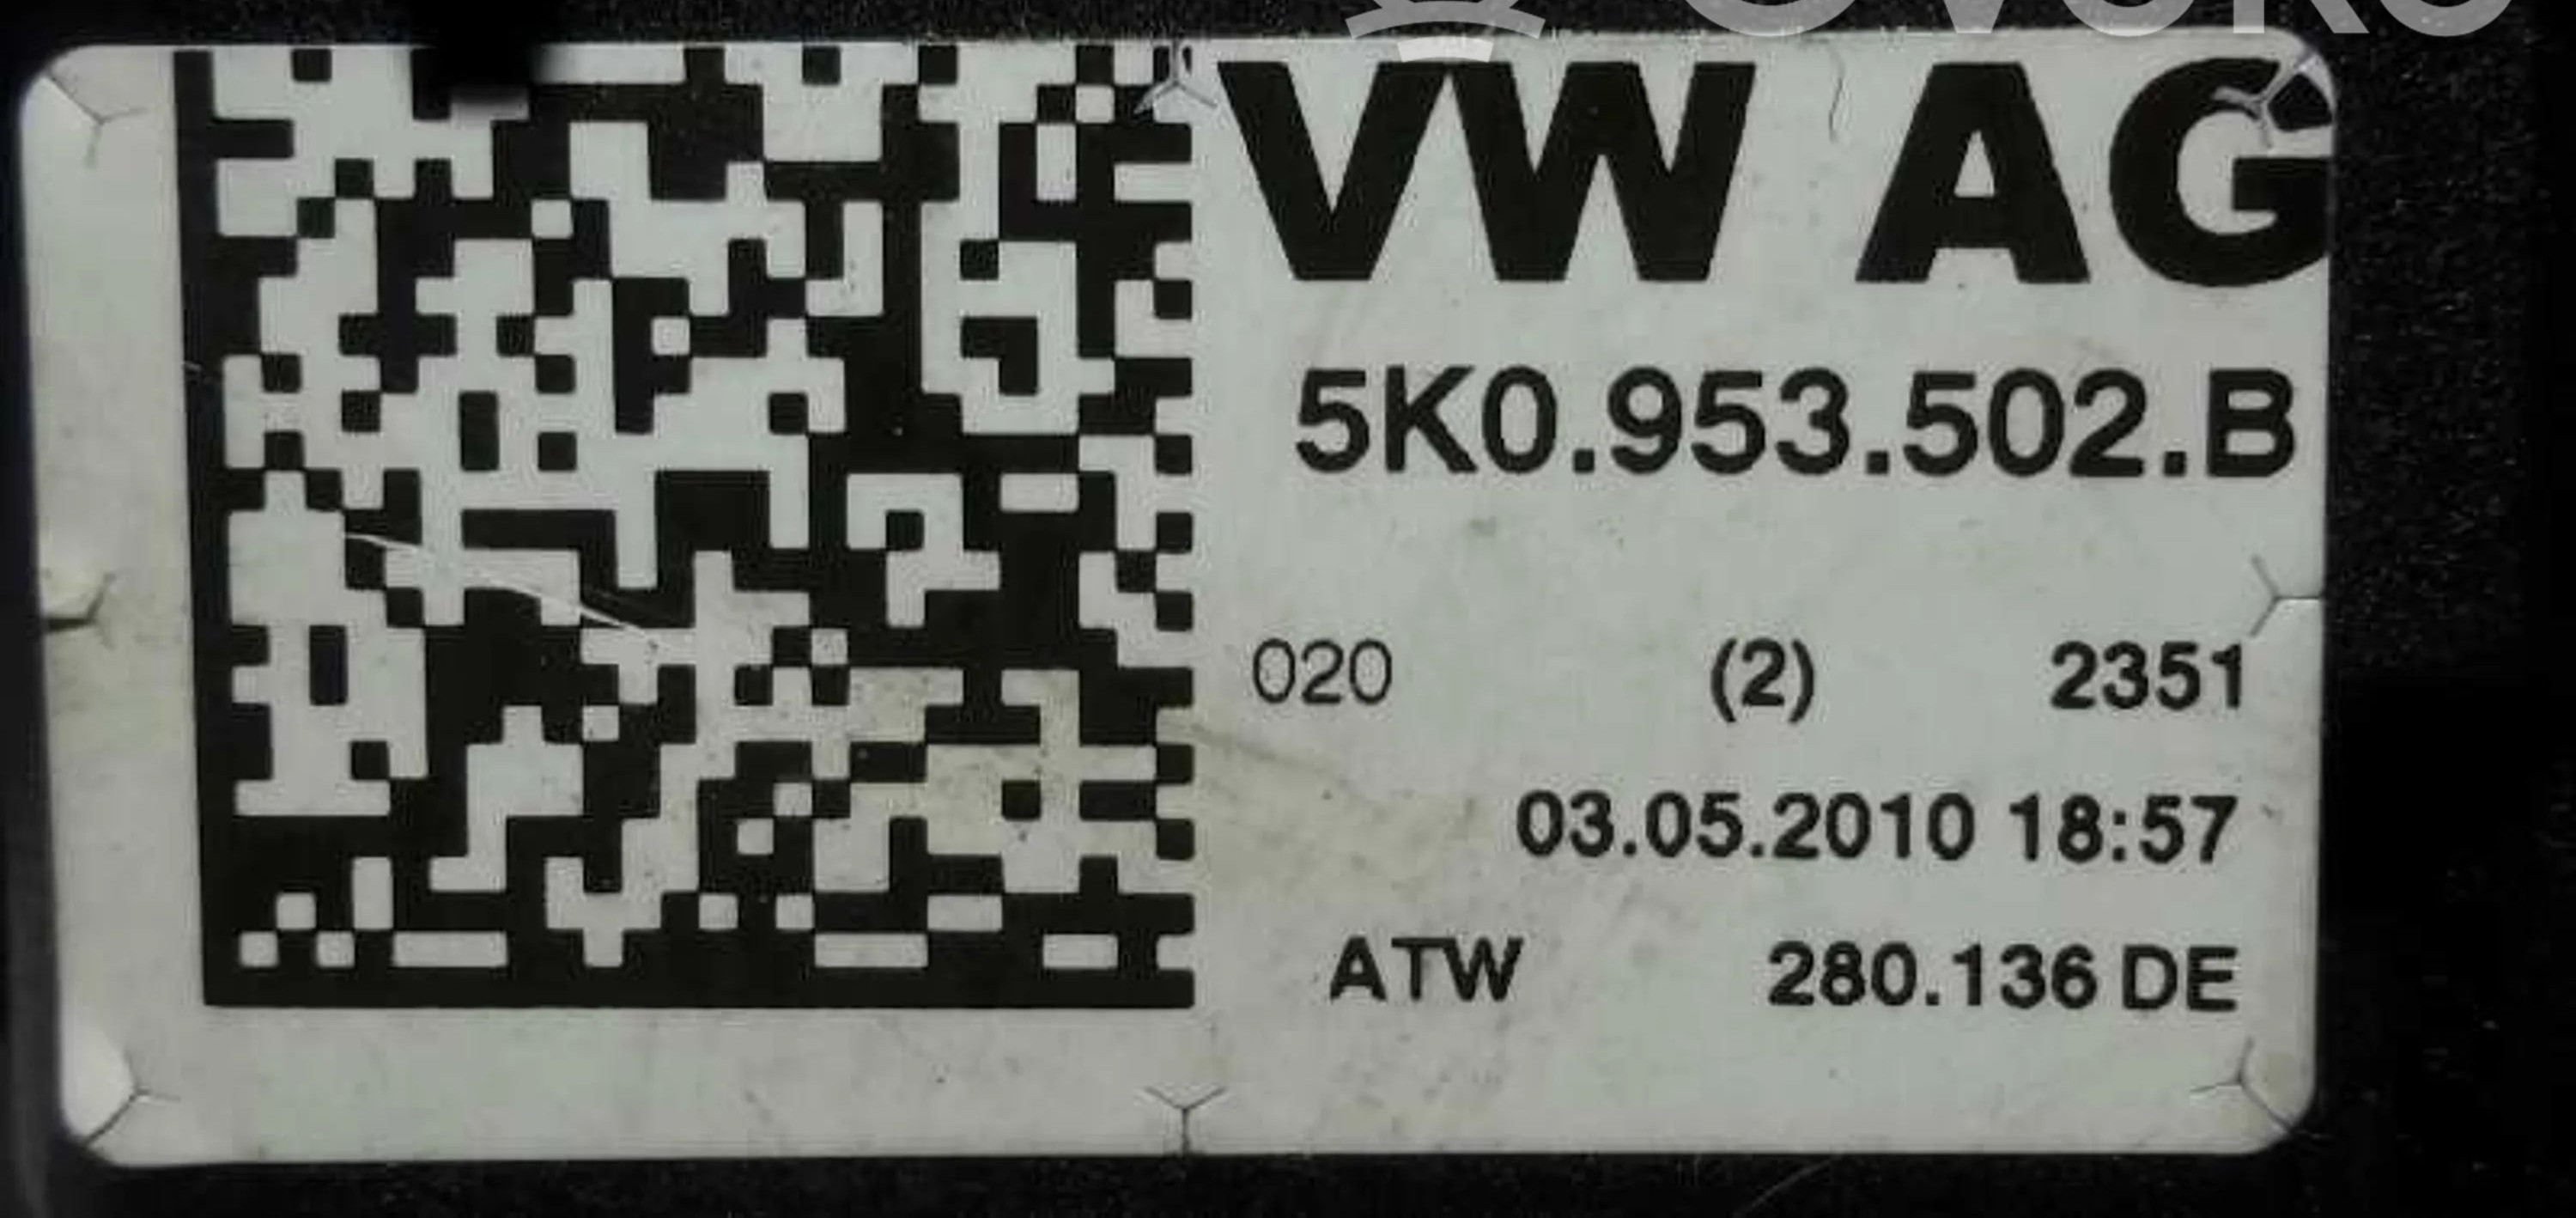 VW AG
5K0.953.502.B
020 (2) 2351
03.05.2010 18:57
ATW 280.136 DE